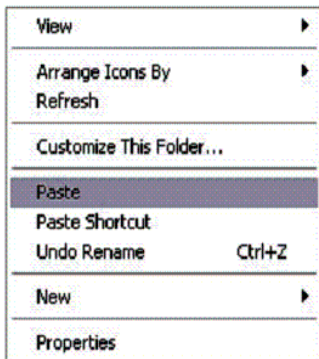 View
Arrange Icons By
Refresh
Customize This Folder...
Paste
Paste Shortcut
Undo Rename Ctrl+Z
New
Properties